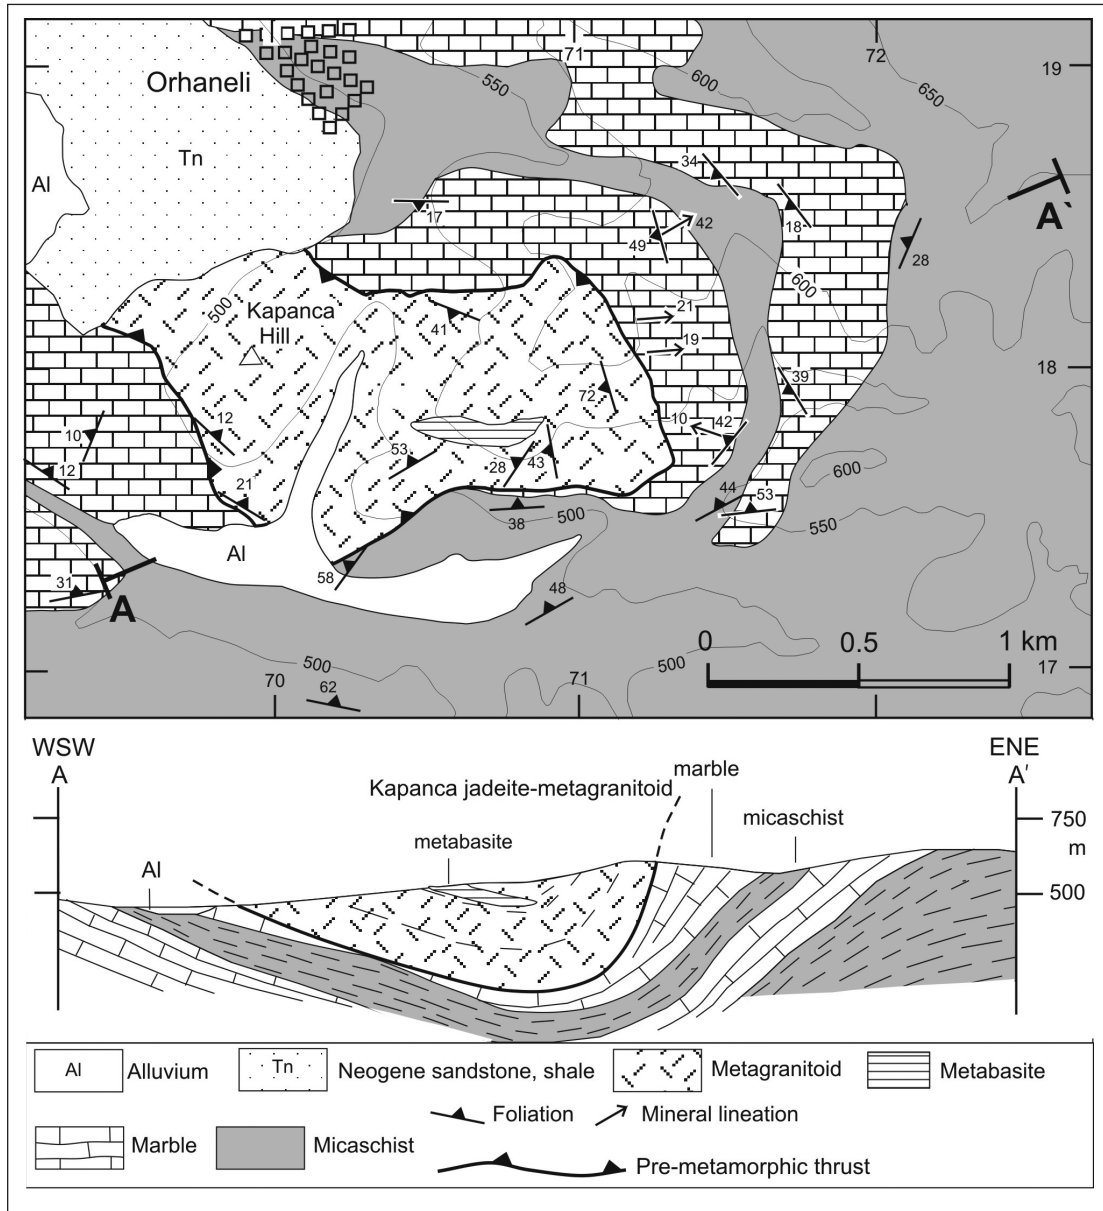 71
72
19
Orhaneli
550
600
650
Tn
Al
34
A`
17
42
18
49
28
600
500
Kapanca
Hill
21
41
19
18
39
72
12
10
42
10
53
28
43
12
21
44
53
600
38
500
550
Al
58
31
48
A
0
0.5
1 km
500
500
17
62
70
71
72
WSW
A
ENE
A′
marble
Kapanca jadeite-metagranitoid
micaschist
750
m
metabasite
Al
500
Al
Alluvium
Tn
Neogene sandstone, shale
Metagranitoid
Metabasite
Foliation
Mineral lineation
Marble
Micaschist
Pre-metamorphic thrust